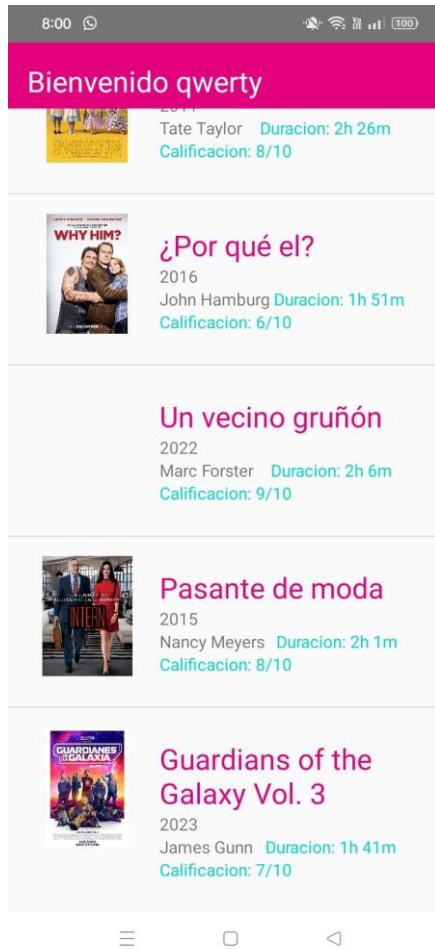 8:00
100
Bienvenido qwerty
Tate Taylor Duracion: 2h 26m
Calificacion: 8/10
WHY HIM?
¿Por qué el?
2016
John Hamburg Duracion: 1h 51m
Calificacion: 6/10
Un vecino gruñón
2022
Marc Forster Duracion: 2h 6m
Calificacion: 9/10
INTERN
Pasante de moda
2015
Nancy Meyers Duracion: 2h 1m
Calificacion: 8/10
GUARDIANES
GALAXIA
Guardians of the
Galaxy Vol. 3
2023
James Gunn Duracion: 1h 41m
Calificacion: 7/10